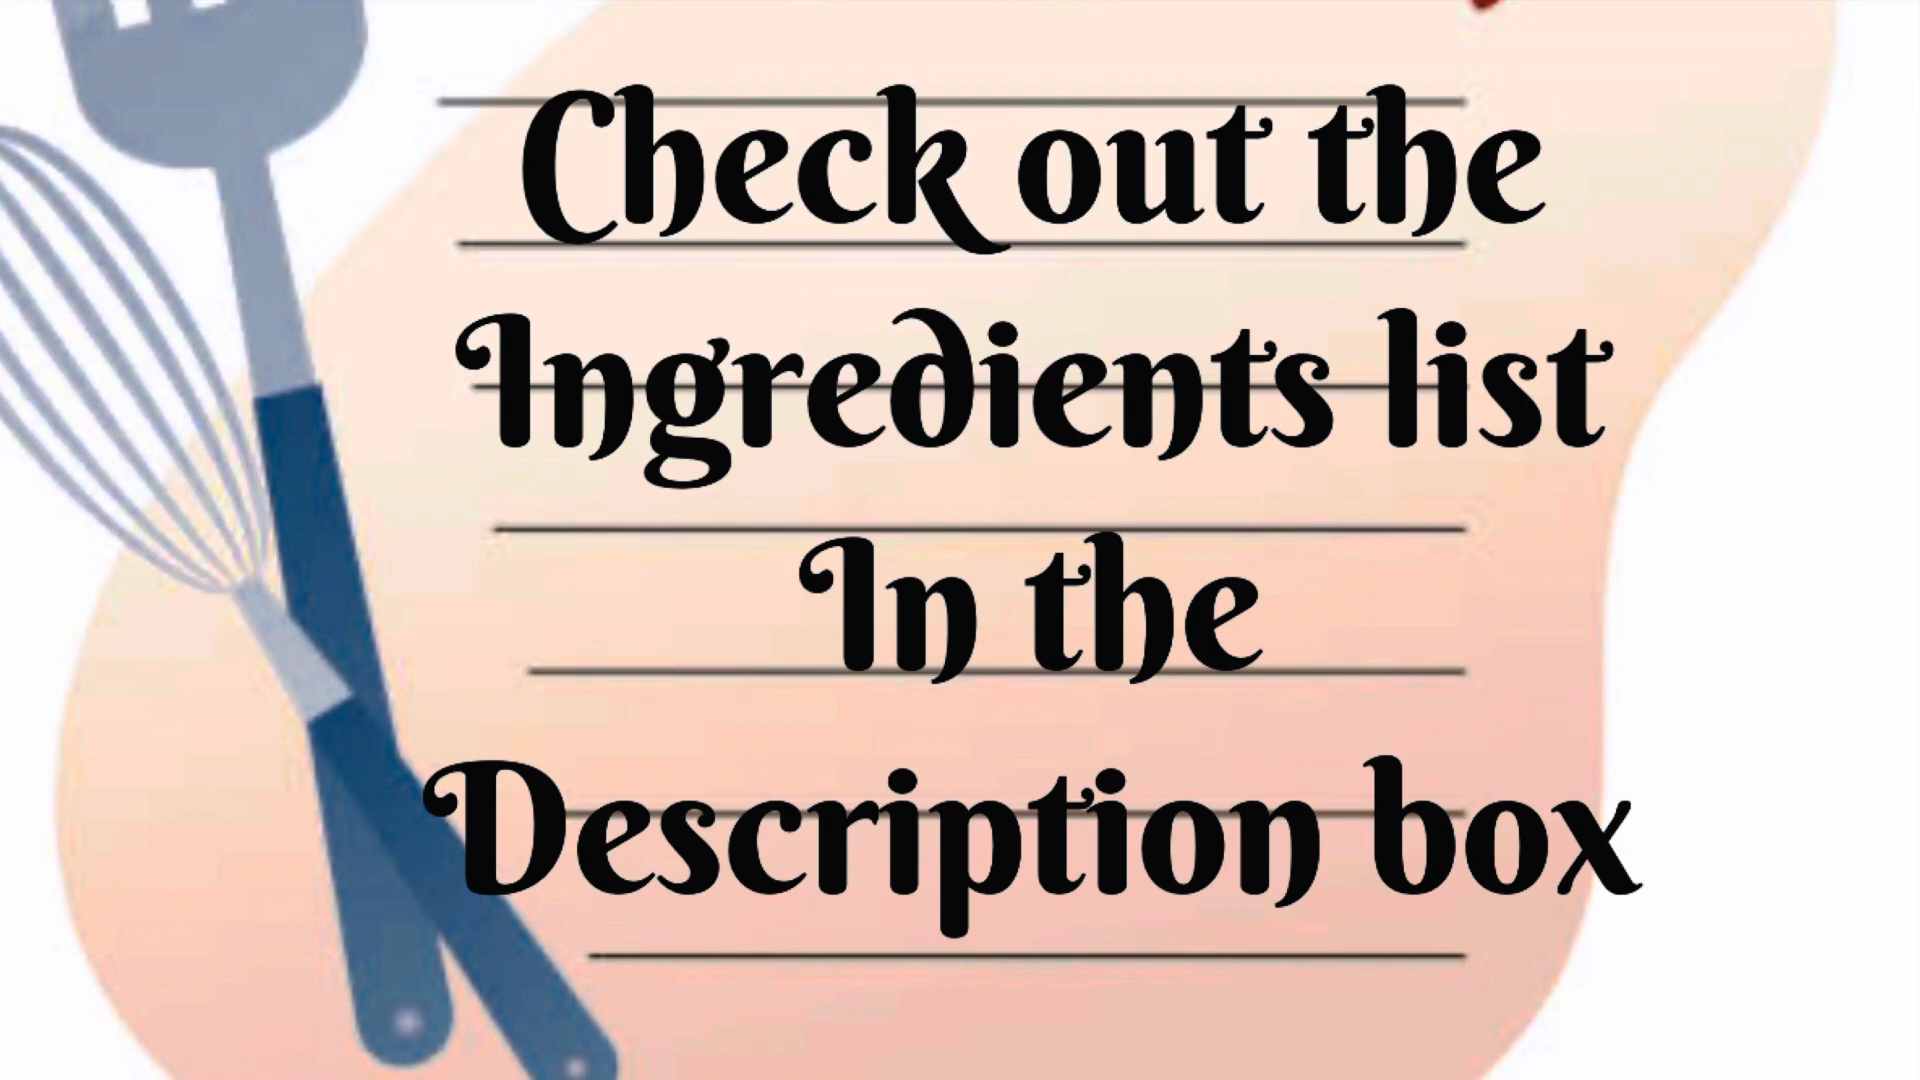 Check out the
Ingredients list
In the
Description box